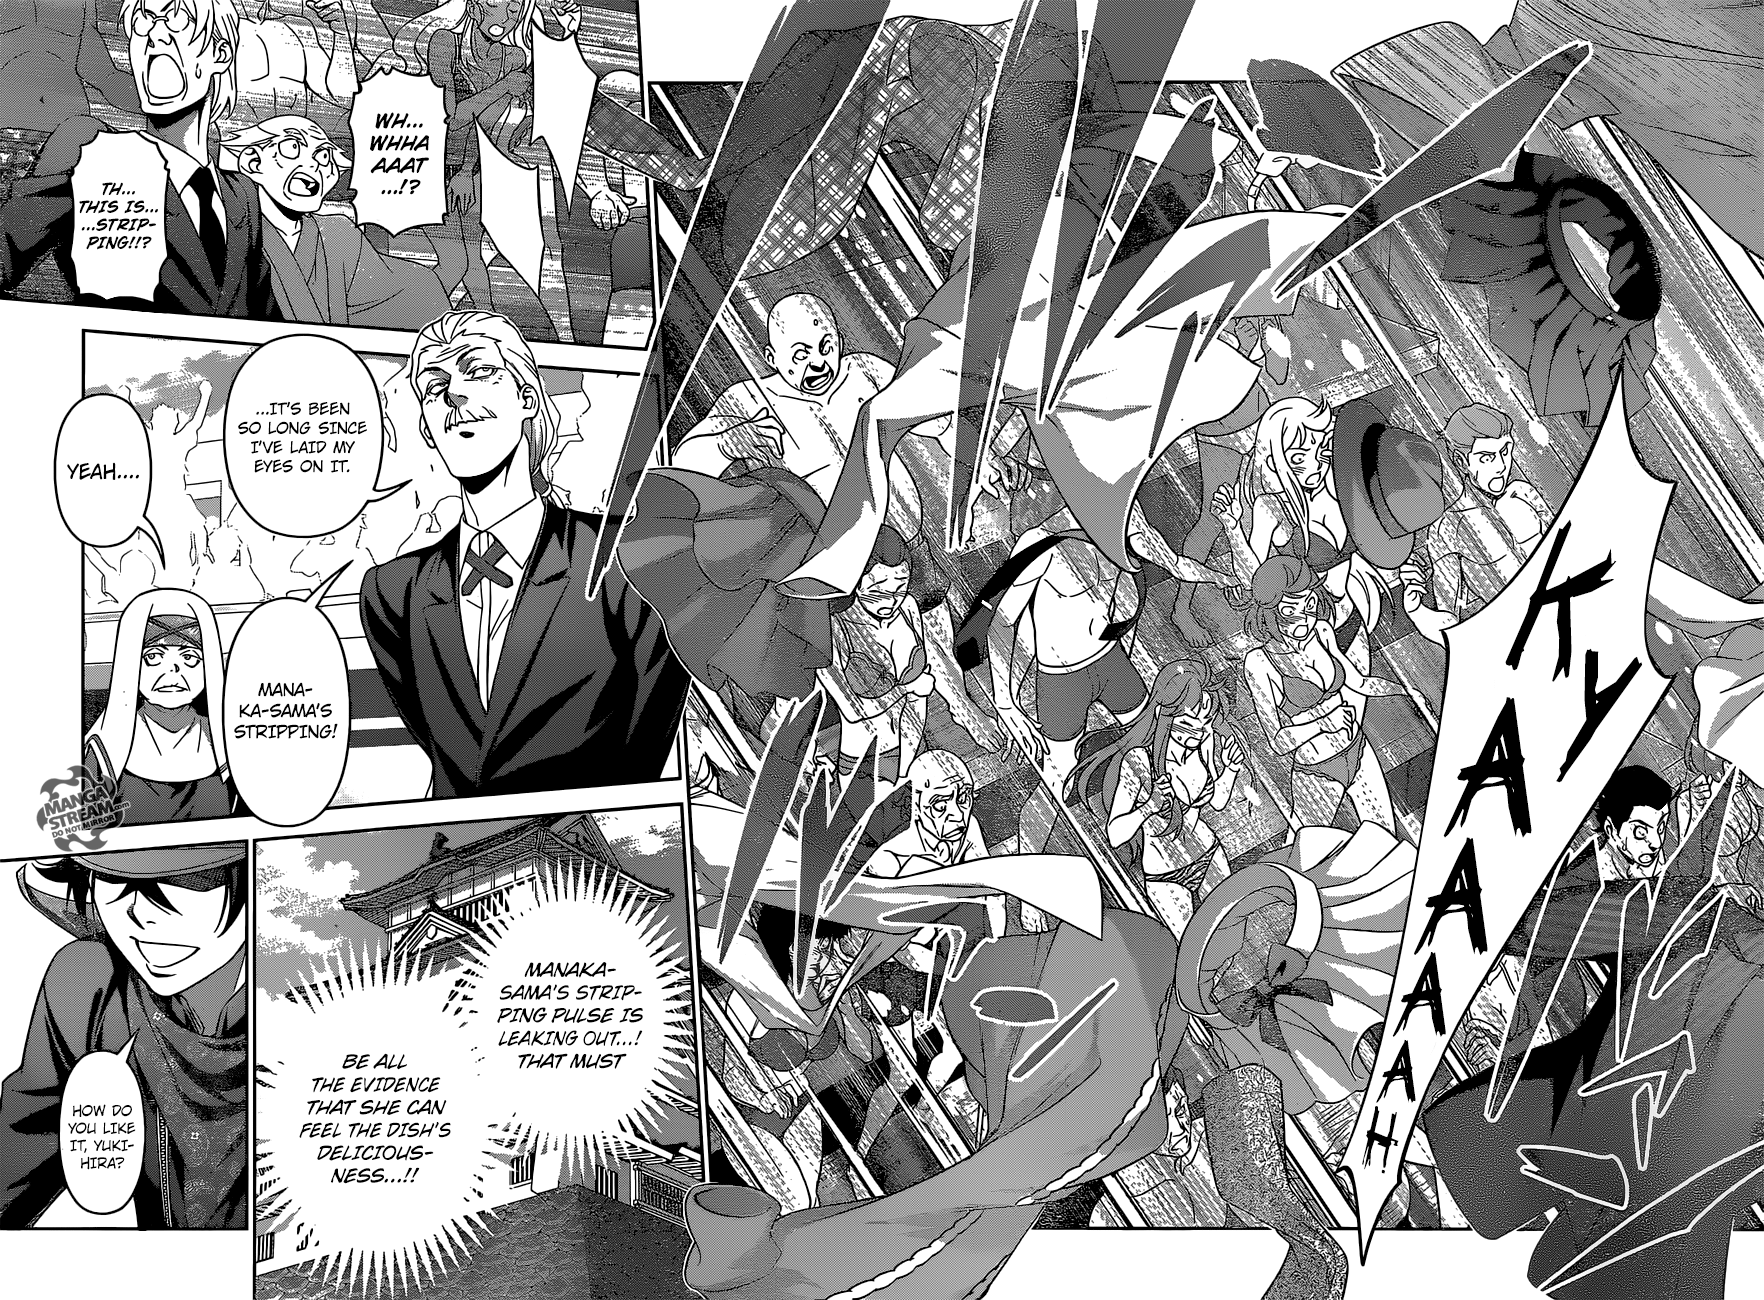 KYAAAAAAH
WH...
WHHA
AAAT
...!?
TH...
THIS IS...
...STRIP-
PING!!?
...IT'S BEEN
SO LONG SINCE
I'VE LAID MY
EYES ON IT.
MANA-
KA-SAMA'S
STRIPPING!
YEAH....
MANAKA-
SAMA'S STRIP-
PING PULSE IS
LEAKING OUT...!
THAT MUST
BE ALL
THE EVIDENCE
THAT SHE CAN
FEEL THE DISH'S
DELICIOUS-
NESS...!!
HOW DO
YOU LIKE
IT, YUKI-
HIRA?
MANGA
STREAM.com
DO NOT MIRROR